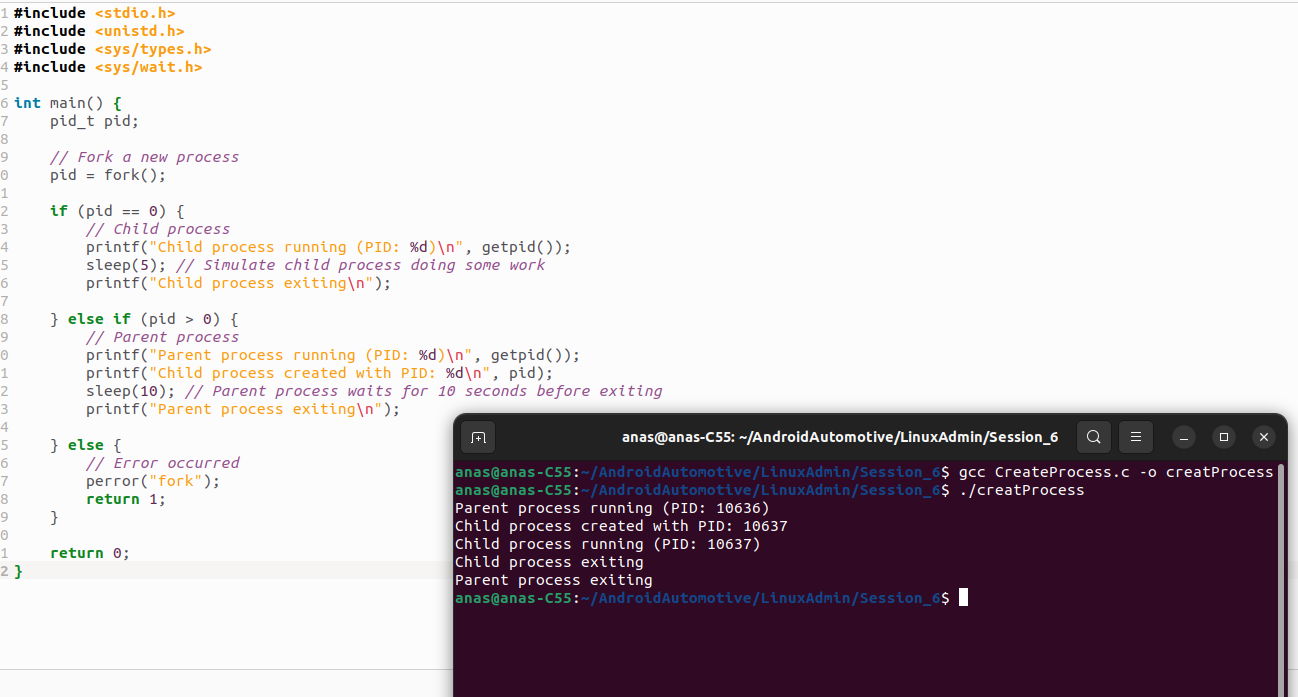 1 #include <stdio.h>
2 #include <unistd.h>
3 #include <sys/types.h>
4 #include <sys/wait.h>
5
6 int main() {
7     pid_t pid;
8
9     // Fork a new process
0     pid = fork();
1
2     if (pid == 0) {
3         // Child process
4         printf("Child process running (PID: %d)\n", getpid());
5         sleep(5); // Simulate child process doing some work
6         printf("Child process exiting\n");
7
8     } else if (pid > 0) {
9         // Parent process
0         printf("Parent process running (PID: %d)\n", getpid());
1         printf("Child process created with PID: %d\n", pid);
2         sleep(10); // Parent process waits for 10 seconds before exiting
3         printf("Parent process exiting\n");
4
5     } else {
6         // Error occurred
7         perror("fork");
8         return 1;
9     }
0
1     return 0;
2 }
anas@anas-C55: ~/AndroidAutomotive/LinuxAdmin/Session_6
anas@anas-C55:~/AndroidAutomotive/LinuxAdmin/Session_6$ gcc CreateProcess.c -o creatProcess
anas@anas-C55:~/AndroidAutomotive/LinuxAdmin/Session_6$ ./creatProcess
Parent process running (PID: 10636)
Child process created with PID: 10637
Child process running (PID: 10637)
Child process exiting
Parent process exiting
anas@anas-C55:~/AndroidAutomotive/LinuxAdmin/Session_6$